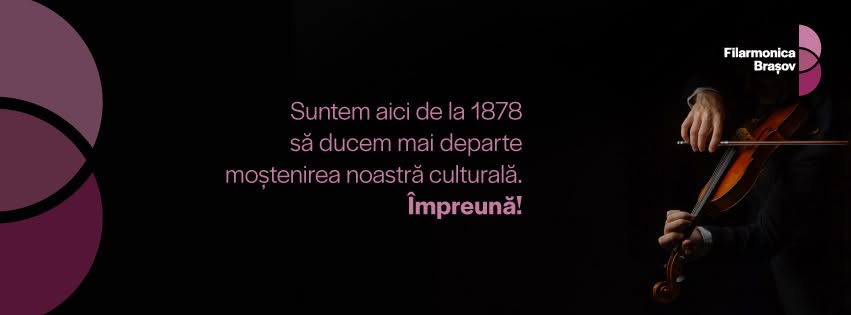 Filarmonica
Brașov
Suntem aici de la 1878
să ducem mai departe
moștenirea noastră culturală.
Împreună!